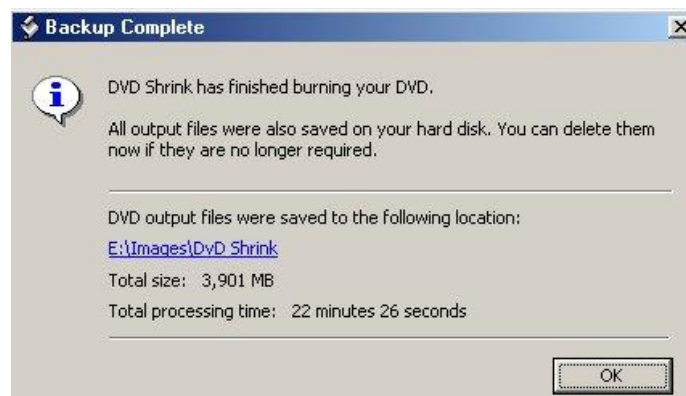 Backup Complete
DVD Shrink has finished burning your DVD.
All output files were also saved on your hard disk. You can delete them
now if they are no longer required.
DVD output files were saved to the following location:
E:\Images\DvD Shrink
Total size: 3,901 MB
Total processing time: 22 minutes 26 seconds
OK